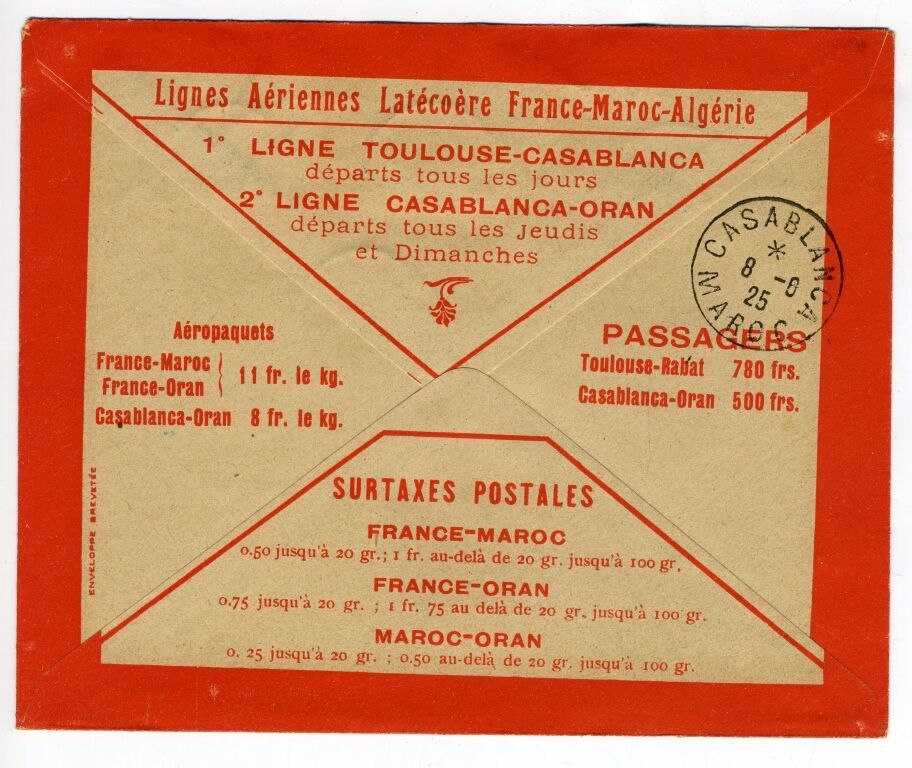 Lignes Aériennes Latécoère France-Maroc-Algérie
1° LIGNE TOULOUSE-CASABLANCA
départs tous les jours
2° LIGNE CASABLANCA-ORAN
départs tous les Jeudis
et Dimanches
CASABLANCA
*
8 -8
25
MAROC
Aéropaquets
France-Maroc
France-Oran
11 fr. le kg.
Casablanca-Oran 8 fr. le kg.
PASSAGERS
Toulouse-Rabat 780 frs.
Casablanca-Oran 500 frs.
ENVELOPPE BREVETÉE
SURTAXES POSTALES
FRANCE-MAROC
0.50 jusqu'à 20 gr.; 1 fr. au-delà de 20 gr. jusqu'à 100 gr.
FRANCE-ORAN
0.75 jusqu'à 20 gr. ; 1 fr. 75 au delà de 20 gr. jusqu'à 100 gr.
MAROC-ORAN
0. 25 jusqu'à 20 gr. ; 0.50 au-delà de 20 gr. jusqu'à 100 gr.